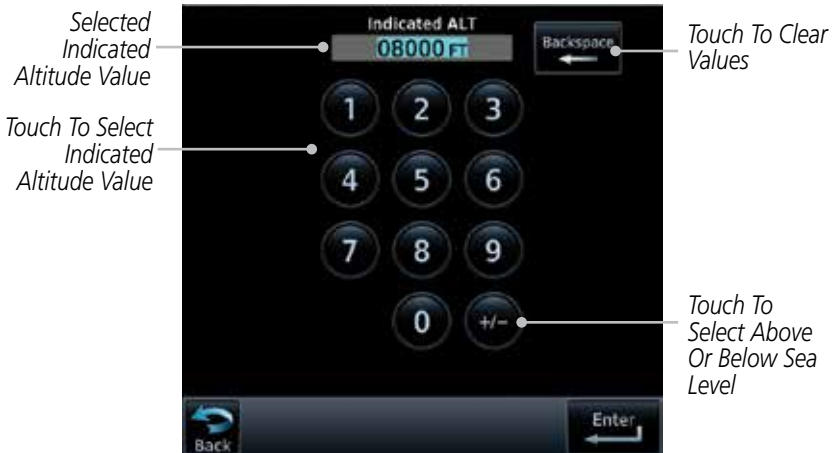 Selected
Indicated
Altitude Value
Touch To Select
Indicated
Altitude Value
Indicated ALT
08000 FT
Backspace
Touch To Clear
Values
1 2 3
4 5 6
7 8 9
0 +/-
Touch To
Select Above
Or Below Sea
Level
Back
Enter